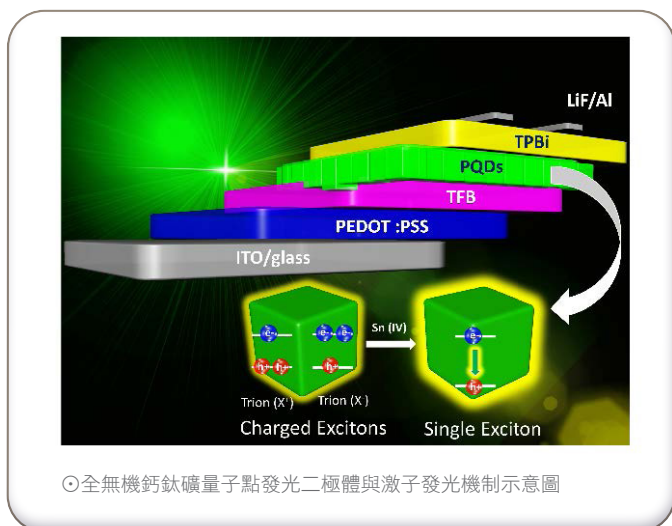 LiF/Al
TPBi
PQDs
TFB
PEDOT :PSS
ITO/glass
e- e- e-
Sn (IV)
e-
h+ h+ h+
h+
Trion (X⁺) Trion (X )
Charged Excitons Single Exciton
⊙全無機鈣鈦礦量子點發光二極體與激子發光機制示意圖